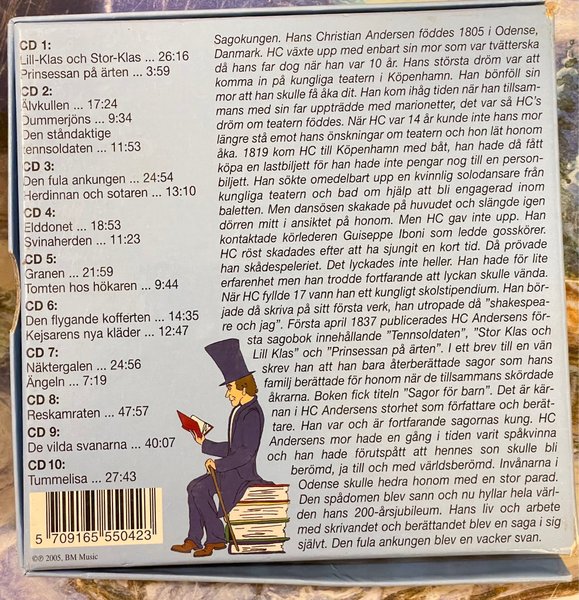 CD 1:
Lill-Klas och Stor-Klas ... 26:16
Prinsessan på ärten ... 3:59
CD 2:
Älvkullen ... 17:24
Dummerjöns ... 9:34
Den ståndaktige
tennsoldaten ... 11:53
CD 3:
Den fula ankungen ... 24:54
Herdinnan och sotaren ... 13:10
CD 4:
Elddonet ... 18:53
Svinaherden ... 11:23
CD 5:
Granen ... 21:59
Tomten hos hökaren ... 9:44
CD 6:
Den flygande kofferten ... 14:35
Kejsarens nya kläder ... 12:47
CD 7:
Näktergalen ... 24:56
Ängeln ... 7:19
CD 8:
Reskamraten ... 47:57
CD 9:
De vilda svanarna ... 40:07
CD 10:
Tummelisa ... 27:43
5 709165 550423
©℗ 2005, BM Music
Sagokungen. Hans Christian Andersen föddes 1805 i Odense,
Danmark. HC växte upp med enbart sin mor som var tvätterska
då hans far dog när han var 10 år. Hans största dröm var att
komma in på kungliga teatern i Köpenhamn. Han bönföll sin
mor att han skulle få åka dit. Han kom ihåg tiden när han tillsam-
mans med sin far uppträdde med marionetter, det var så HC's
dröm om teatern föddes. När HC var 14 år kunde inte hans mor
längre stå emot hans önskningar om teatern och hon lät honom
åka. 1819 kom HC till Köpenhamn med båt, han hade då fått
köpa en lastbiljett för han hade inte pengar nog till en person-
biljett. Han sökte omedelbart upp en kvinnlig solodansare från
kungliga teatern och bad om hjälp att bli engagerad inom
baletten. Men dansösen skakade på huvudet och slängde igen
dörren mitt i ansiktet på honom. Men HC gav inte upp. Han
kontaktade körlederen Guiseppe Iboni som ledde gosskörer.
HC röst skadades efter att ha sjungit en kort tid. Då prövade
han skådespeleriet. Det lyckades inte heller. Han hade för lite
erfarenhet men han trodde fortfarande att lyckan skulle vända.
När HC fyllde 17 vann han ett kungligt skolstipendium. Han bör-
jade då skriva på sitt första verk, han utropade då "shakespea-
re och jag". Första april 1837 publicerades HC Andersens för-
sta sagobok innehållande "Tennsoldaten", "Stor Klas och
Lill Klas" och "Prinsessan på ärten". I ett brev till en vän
skrev han att han bara återberättade sagor som hans
familj berättade för honom när de tillsammans skördade
åkrarna. Boken fick titeln "Sagor för barn". Det är kär-
nan i HC Andersens storhet som författare och berät-
tare. Han var och är fortfarande sagornas kung. HC
Andersens mor hade en gång i tiden varit spåkvinna
och han hade förutspått att hennes son skulle bli
berömd, ja till och med världsberömd. Invånarna i
Odense skulle hedra honom med en stor parad.
Den spådomen blev sann och nu hyllar hela värl-
den hans 200-årsjubileum. Hans liv och arbete
med skrivandet och berättandet blev en saga i sig
självt. Den fula ankungen blev en vacker svan.